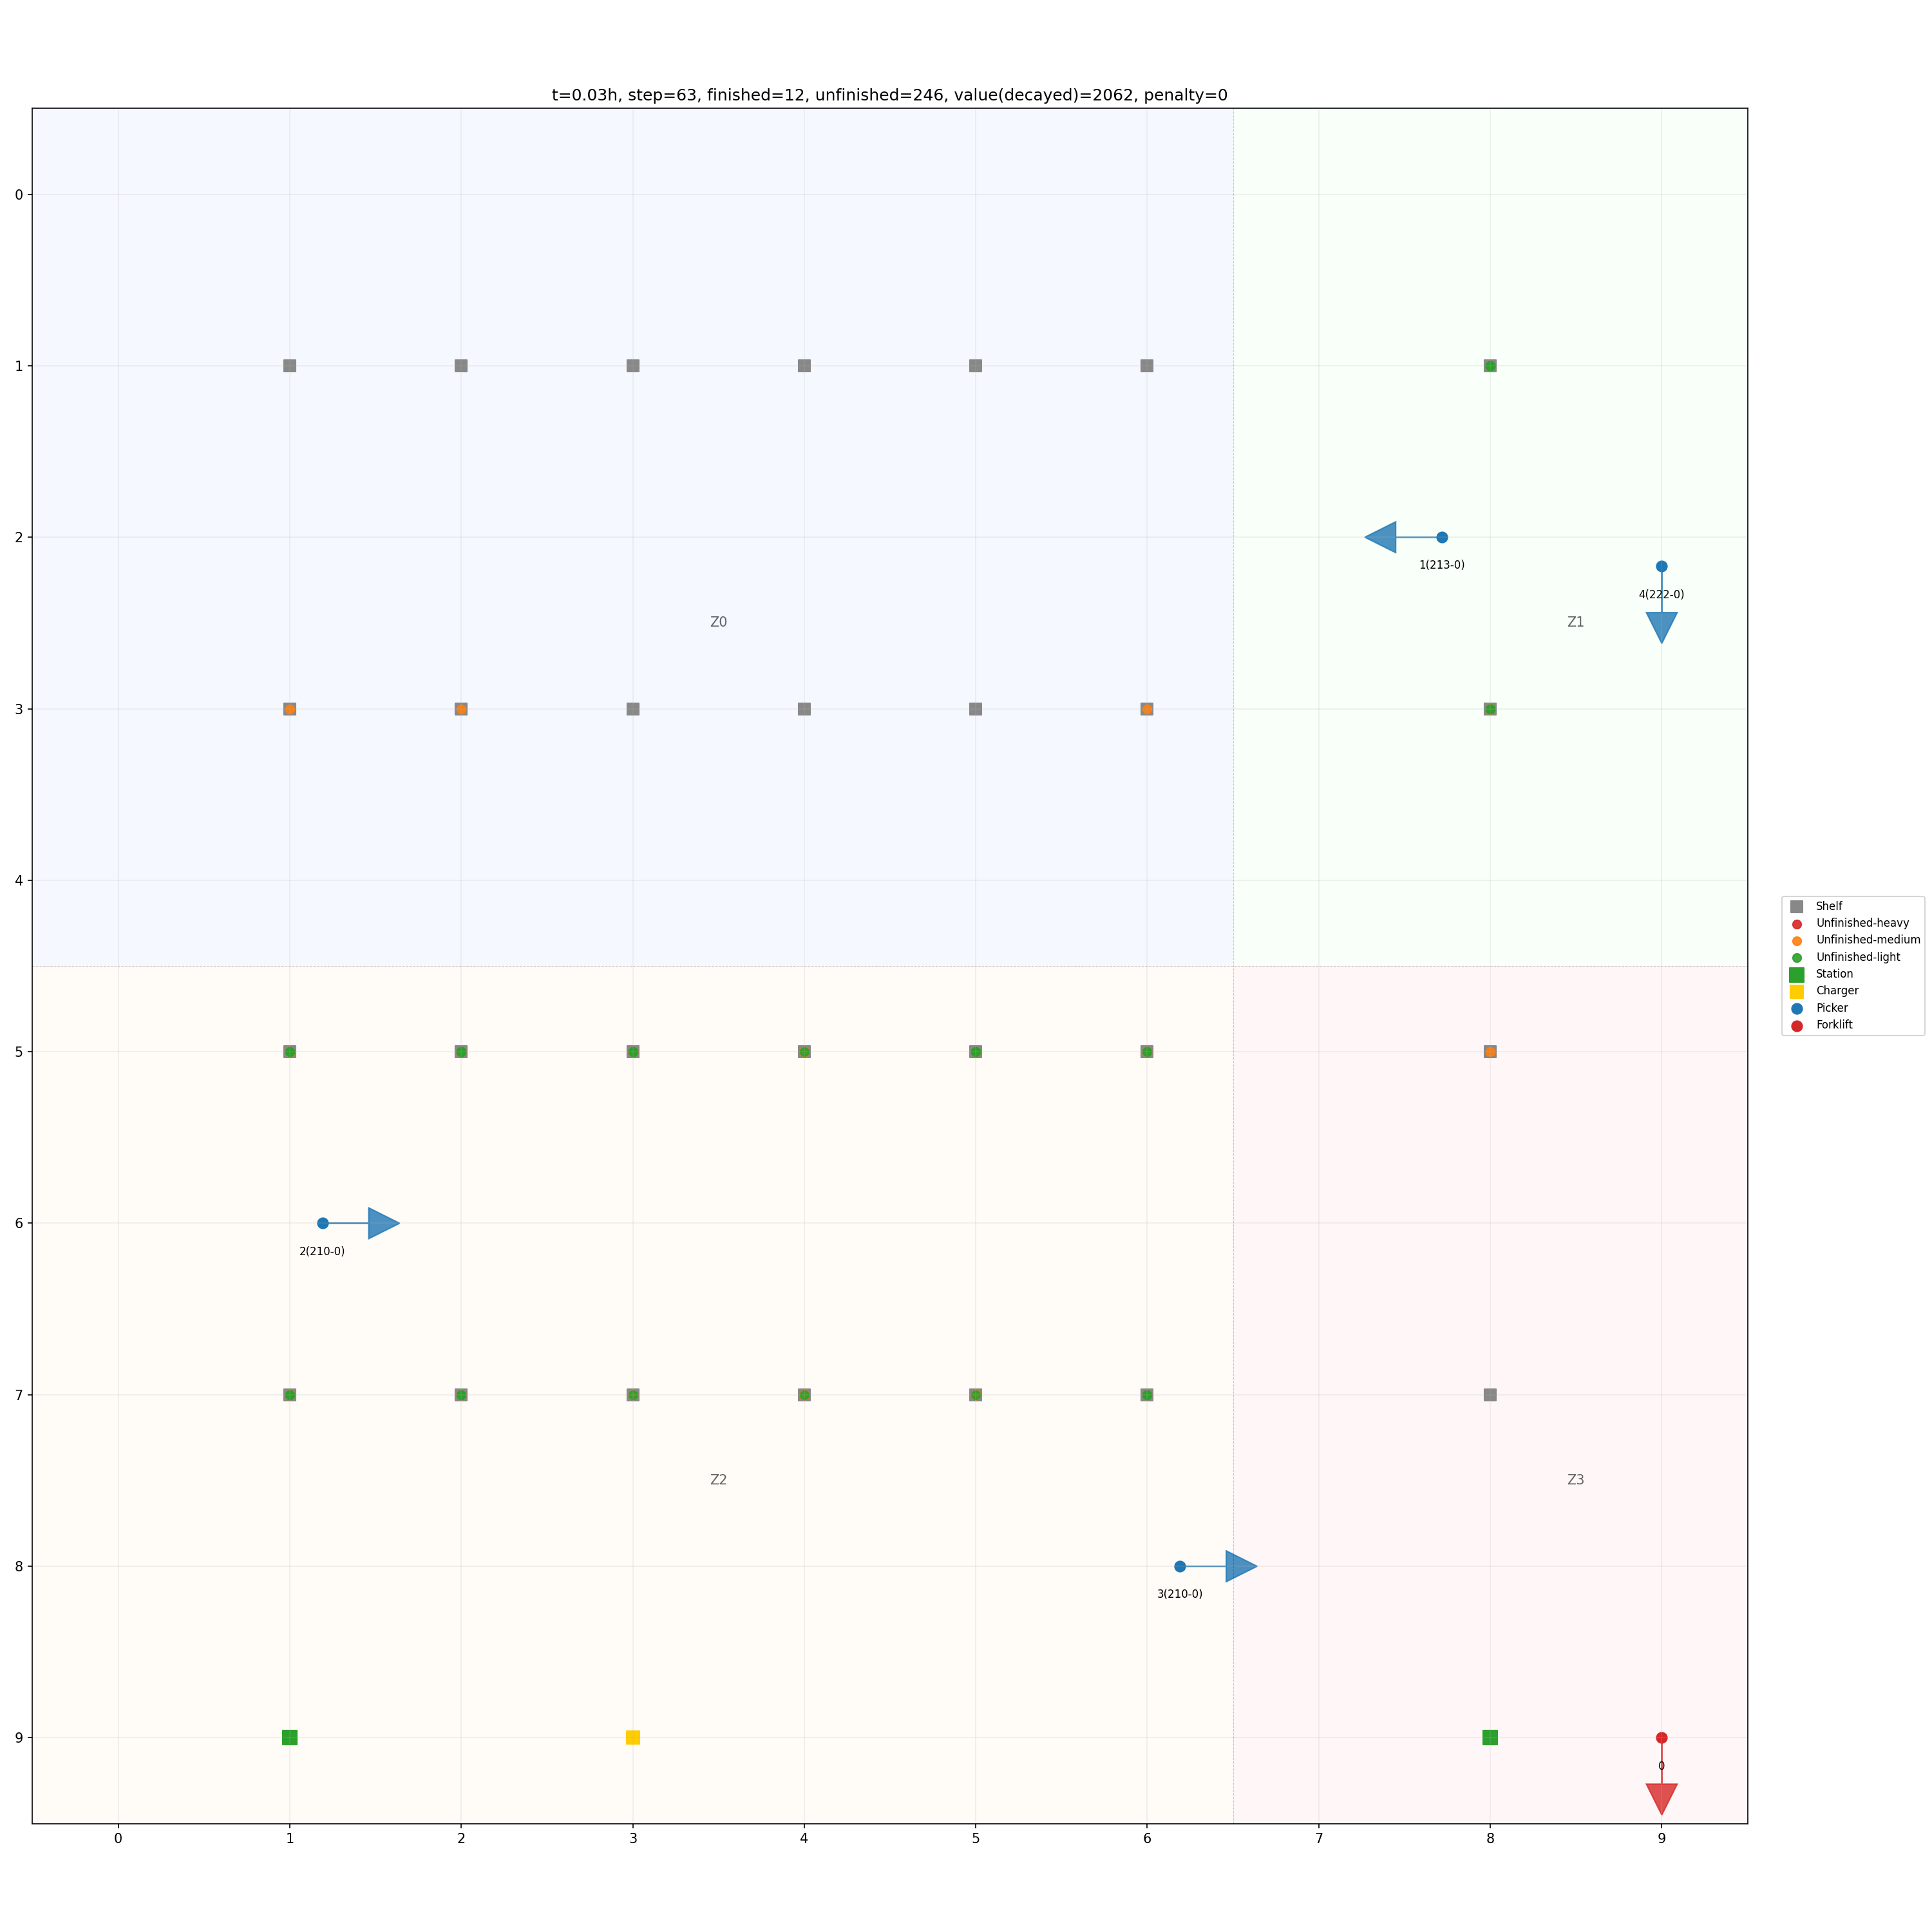 t=0.03h, step=63, finished=12, unfinished=246, value(decayed)=2062, penalty=0
0
1
2
1(213-0)
4(222-0)
Z0
Z1
3
4
Shelf
Unfinished-heavy
Unfinished-medium
Unfinished-light
Station
Charger
Picker
Forklift
5
6
2(210-0)
7
Z2
Z3
8
3(210-0)
9
0
0 1 2 3 4 5 6 7 8 9